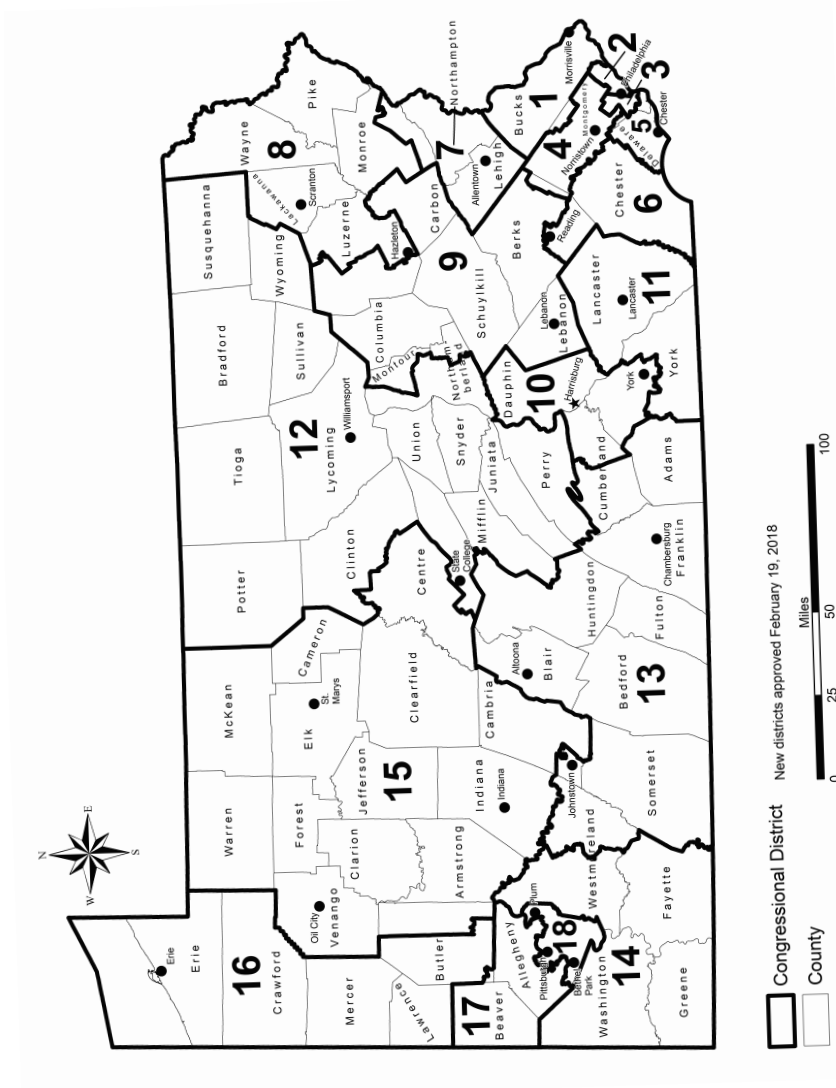 N
E
S
W
Erie
Erie
16
Crawford
Mercer
Lawrence
Butler
17
Beaver
Allegheny
Pittsburgh
Plum
18
Bethel
Park
14
Washington
Greene
Fayette
Westmoreland
Warren
McKean
Forest
Elk
St.
Marys
Cameron
Oil City
Venango
Clarion
Jefferson
15
Clearfield
Armstrong
Indiana
Indiana
Cambria
Johnstown
Somerset
Potter
Tioga
Bradford
Susquehanna
Clinton
Lycoming
12
Williamsport
Sullivan
Wyoming
Centre
State
College
Union
Snyder
Mifflin
Juniata
Perry
Montour
Columbia
Northumberland
Altoona
Blair
Bedford
13
Huntingdon
Fulton
Chambersburg
Franklin
Cumberland
Adams
Dauphin
10
Harrisburg
York
York
Wayne
8
Pike
Lackawanna
Scranton
Luzerne
Monroe
Hazleton
Carbon
9
Schuylkill
Berks
Reading
Lebanon
Lebanon
Lancaster
Lancaster
11
7
Northampton
Allentown
Lehigh
Bucks
1
Morrisville
4
Montgomery
Norristown
2
Philadelphia
3
5
Delaware
Chester
Chester
6
Congressional District
County
New districts approved February 19, 2018
Miles
0
25
50
100